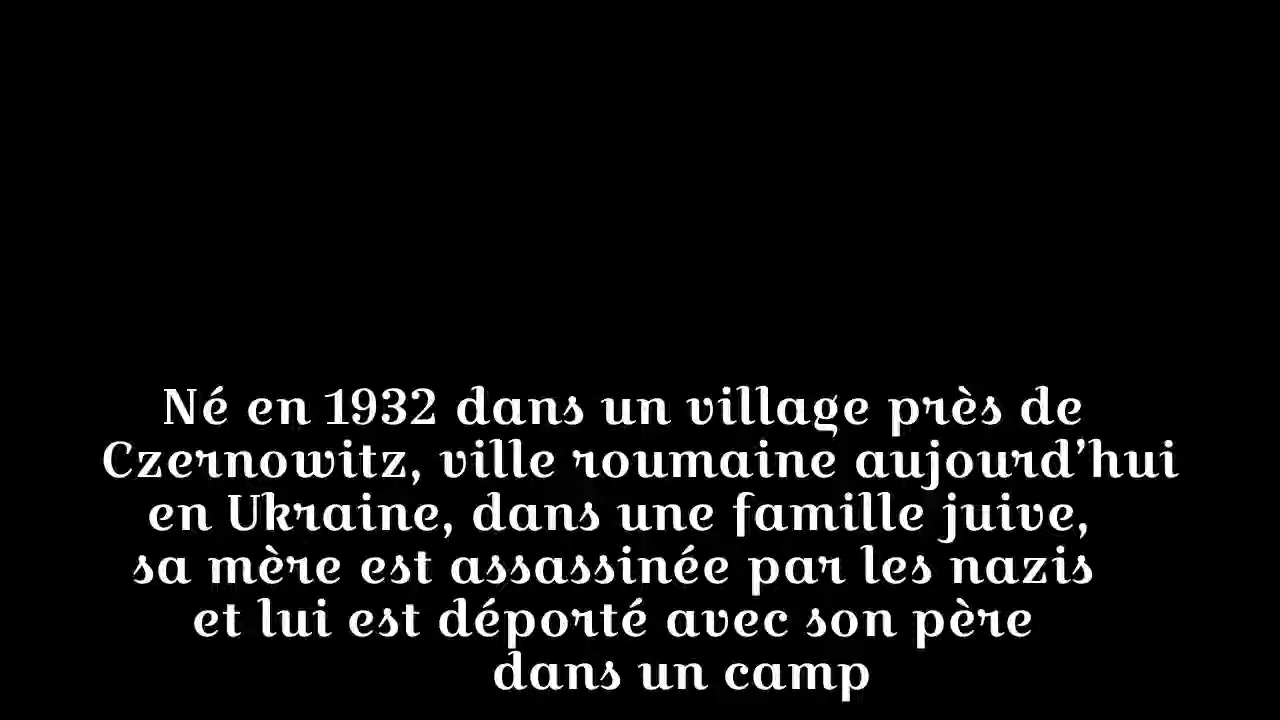 Né en 1932 dans un village près de
Czernowitz, ville roumaine aujourd'hui
en Ukraine, dans une famille juive,
sa mère est assassinée par les nazis
et lui est déporté avec son père
dans un camp